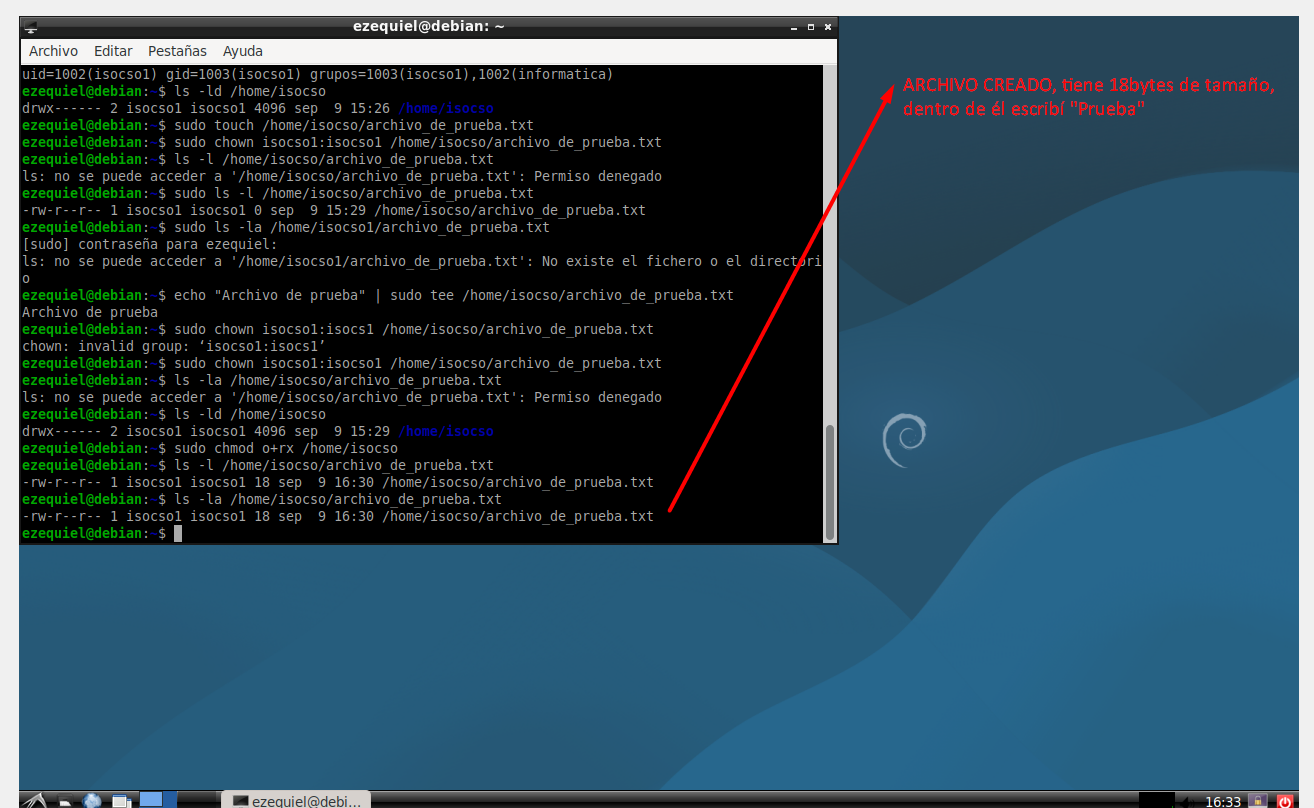 ezequiel@debian: ~
Archivo Editar Pestañas Ayuda
uid=1002(isocso1) gid=1003(isocso1) grupos=1003(isocso1),1002(informatica)
ezequiel@debian:~$ ls -ld /home/isocso
drwx------ 2 isocso1 isocso1 4096 sep  9 15:26 /home/isocso
ezequiel@debian:~$ sudo touch /home/isocso/archivo_de_prueba.txt
ezequiel@debian:~$ sudo chown isocso1:isocso1 /home/isocso/archivo_de_prueba.txt
ezequiel@debian:~$ ls -l /home/isocso/archivo_de_prueba.txt
ls: no se puede acceder a '/home/isocso/archivo_de_prueba.txt': Permiso denegado
ezequiel@debian:~$ sudo ls -l /home/isocso/archivo_de_prueba.txt
-rw-r--r-- 1 isocso1 isocso1 0 sep  9 15:29 /home/isocso/archivo_de_prueba.txt
ezequiel@debian:~$ sudo ls -la /home/isocso1/archivo_de_prueba.txt
[sudo] contraseña para ezequiel:
ls: no se puede acceder a '/home/isocso1/archivo_de_prueba.txt': No existe el fichero o el directori
o
ezequiel@debian:~$ echo "Archivo de prueba" | sudo tee /home/isocso/archivo_de_prueba.txt
Archivo de prueba
ezequiel@debian:~$ sudo chown isocso1:isocs1 /home/isocso/archivo_de_prueba.txt
chown: invalid group: ‘isocso1:isocs1’
ezequiel@debian:~$ sudo chown isocso1:isocso1 /home/isocso/archivo_de_prueba.txt
ezequiel@debian:~$ ls -la /home/isocso/archivo_de_prueba.txt
ls: no se puede acceder a '/home/isocso/archivo_de_prueba.txt': Permiso denegado
ezequiel@debian:~$ ls -ld /home/isocso
drwx------ 2 isocso1 isocso1 4096 sep  9 15:29 /home/isocso
ezequiel@debian:~$ sudo chmod o+rx /home/isocso
ezequiel@debian:~$ ls -l /home/isocso/archivo_de_prueba.txt
-rw-r--r-- 1 isocso1 isocso1 18 sep  9 16:30 /home/isocso/archivo_de_prueba.txt
ezequiel@debian:~$ ls -la /home/isocso/archivo_de_prueba.txt
-rw-r--r-- 1 isocso1 isocso1 18 sep  9 16:30 /home/isocso/archivo_de_prueba.txt
ezequiel@debian:~$
ARCHIVO CREADO, tiene 18bytes de tamaño,
dentro de él escribí "Prueba"
ezequiel@debi...
16:33